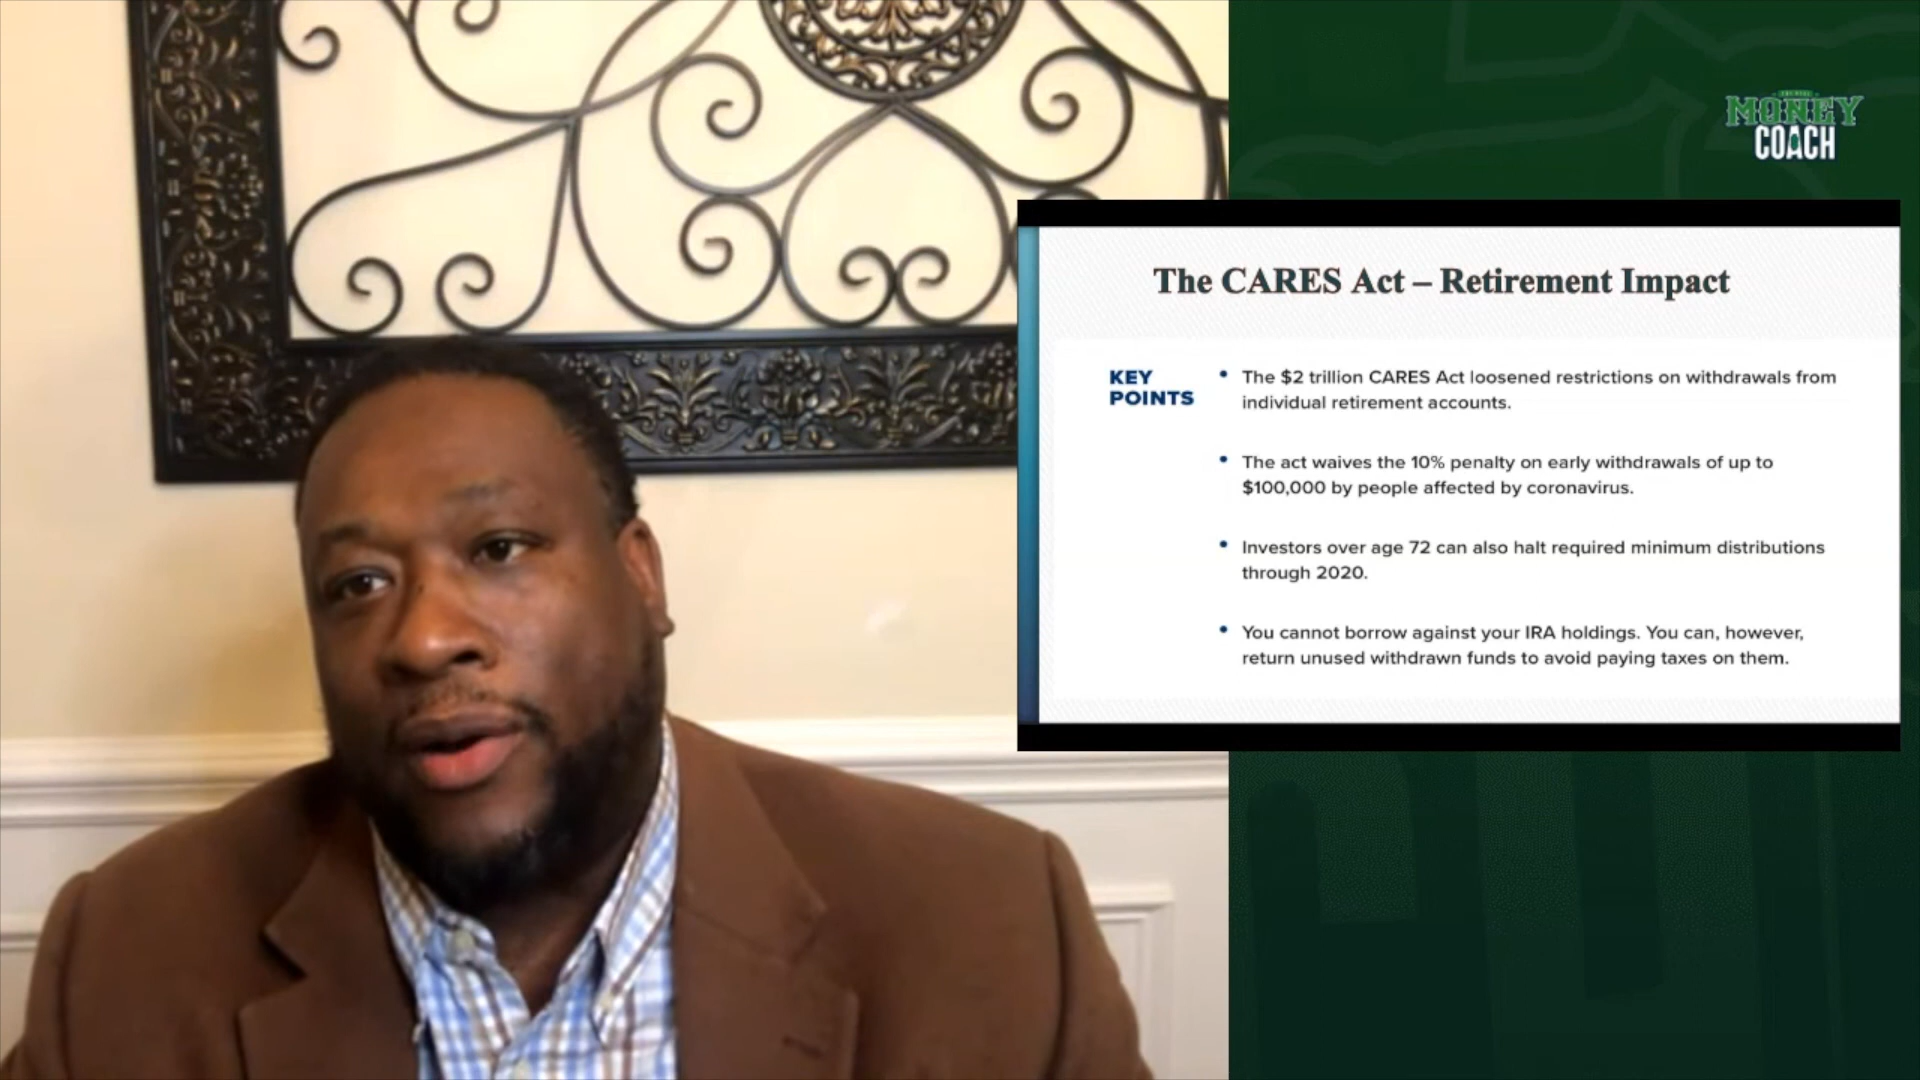 MONEY
COACH
The CARES Act – Retirement Impact
KEY
POINTS
• The $2 trillion CARES Act loosened restrictions on withdrawals from
individual retirement accounts.
• The act waives the 10% penalty on early withdrawals of up to
$100,000 by people affected by coronavirus.
• Investors over age 72 can also halt required minimum distributions
through 2020.
• You cannot borrow against your IRA holdings. You can, however,
return unused withdrawn funds to avoid paying taxes on them.